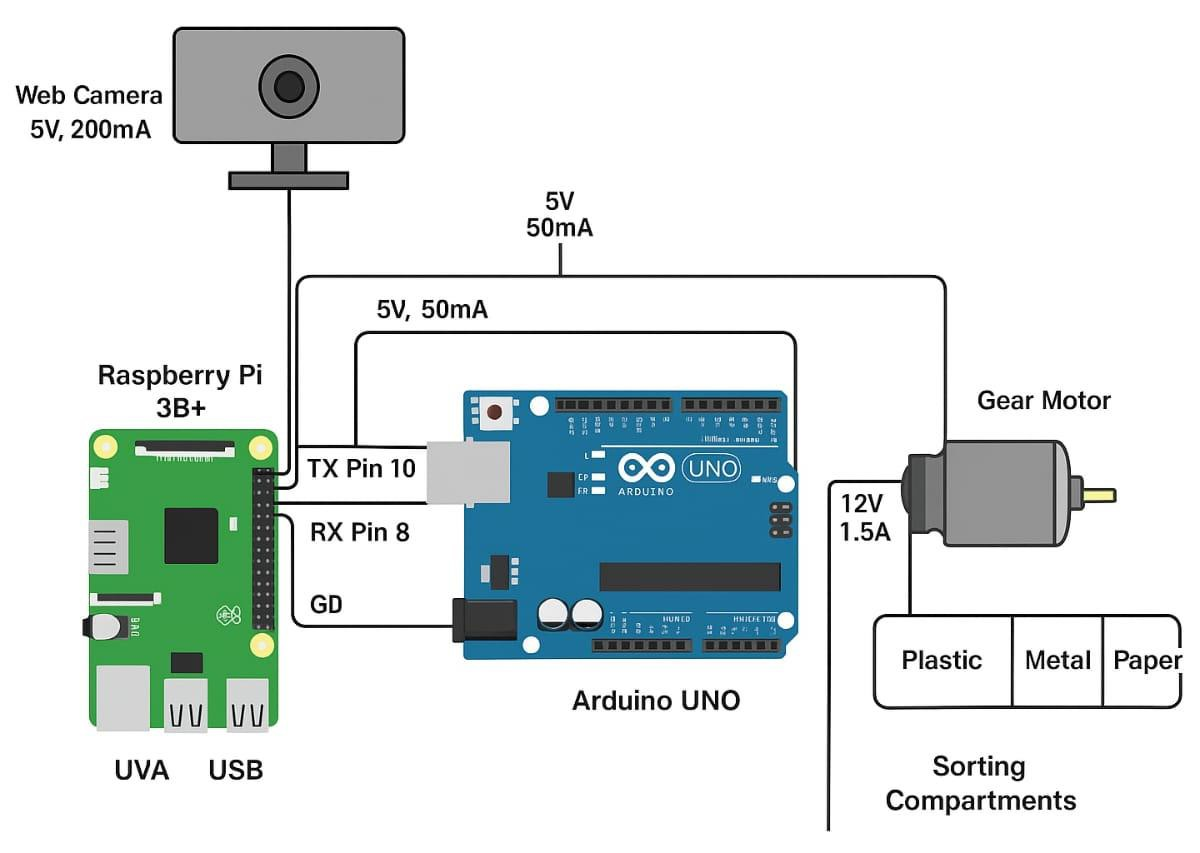 Web Camera
5V, 200mA
5V
50mA
5V, 50mA
Raspberry Pi
3B+
Gear Motor
TX Pin 10
UNO
ARDUINO
12V
1.5A
RX Pin 8
GD
Plastic
Metal
Paper
Arduino UNO
UVA
USB
Sorting
Compartments